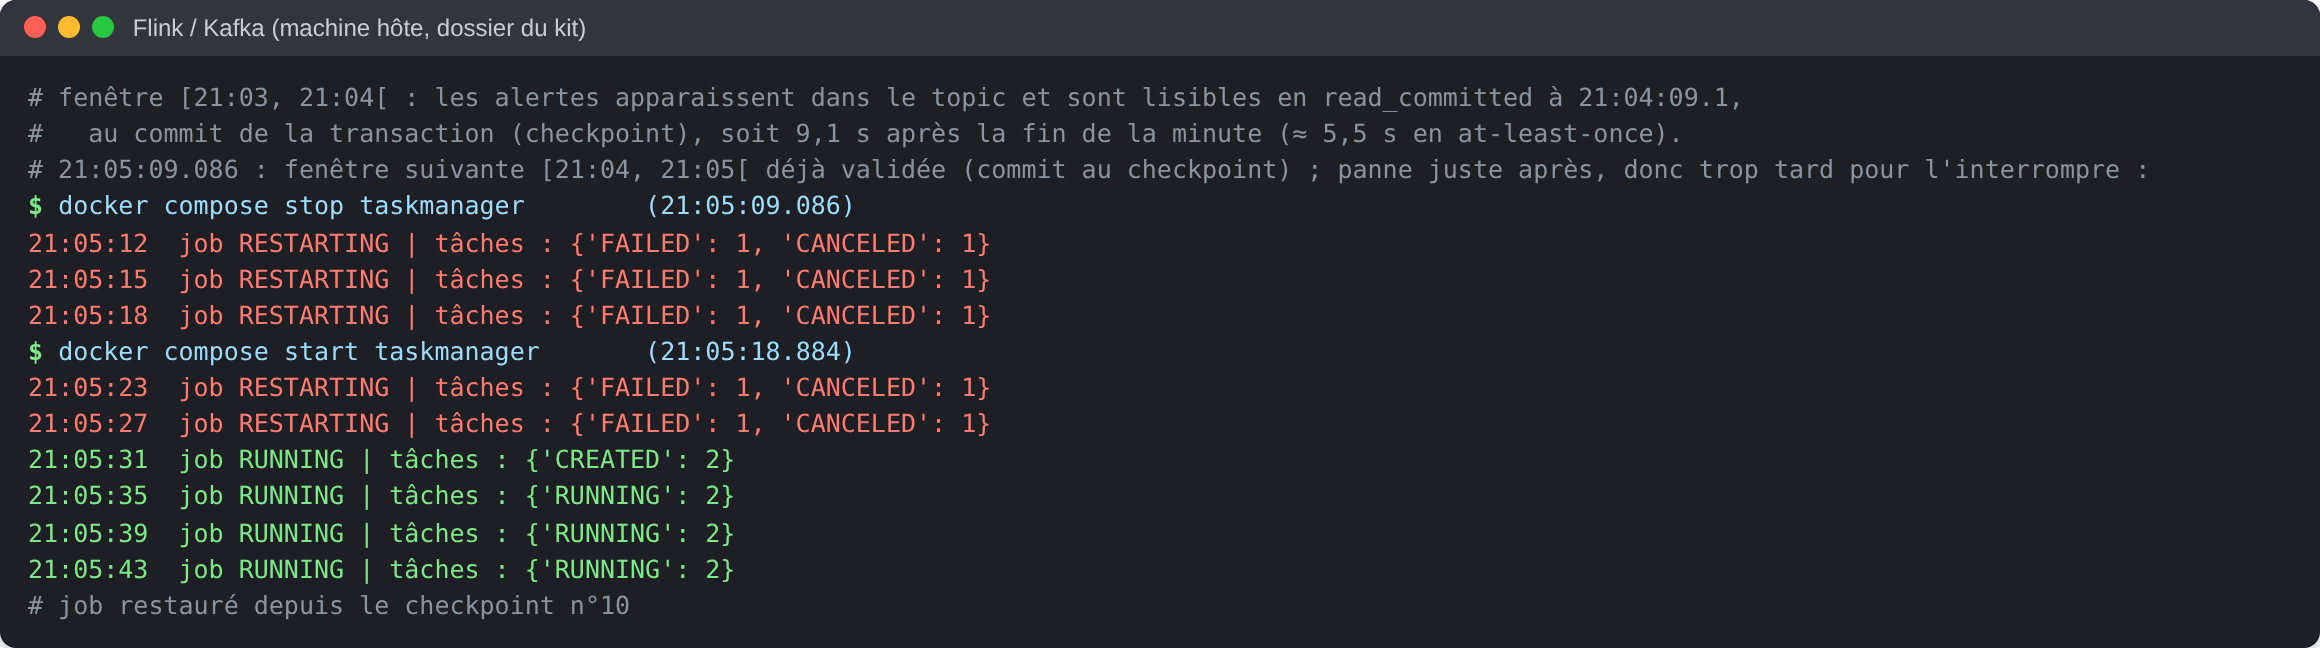 Flink / Kafka (machine hôte, dossier du kit)
# fenêtre [21:03, 21:04[ : les alertes apparaissent dans le topic et sont lisibles en read_committed à 21:04:09.1,
#   au commit de la transaction (checkpoint), soit 9,1 s après la fin de la minute (≈ 5,5 s en at-least-once).
# 21:05:09.086 : fenêtre suivante [21:04, 21:05[ déjà validée (commit au checkpoint) ; panne juste après, donc trop tard pour l'interrompre :
$ docker compose stop taskmanager        (21:05:09.086)
21:05:12  job RESTARTING | tâches : {'FAILED': 1, 'CANCELED': 1}
21:05:15  job RESTARTING | tâches : {'FAILED': 1, 'CANCELED': 1}
21:05:18  job RESTARTING | tâches : {'FAILED': 1, 'CANCELED': 1}
$ docker compose start taskmanager       (21:05:18.884)
21:05:23  job RESTARTING | tâches : {'FAILED': 1, 'CANCELED': 1}
21:05:27  job RESTARTING | tâches : {'FAILED': 1, 'CANCELED': 1}
21:05:31  job RUNNING | tâches : {'CREATED': 2}
21:05:35  job RUNNING | tâches : {'RUNNING': 2}
21:05:39  job RUNNING | tâches : {'RUNNING': 2}
21:05:43  job RUNNING | tâches : {'RUNNING': 2}
# job restauré depuis le checkpoint n°10